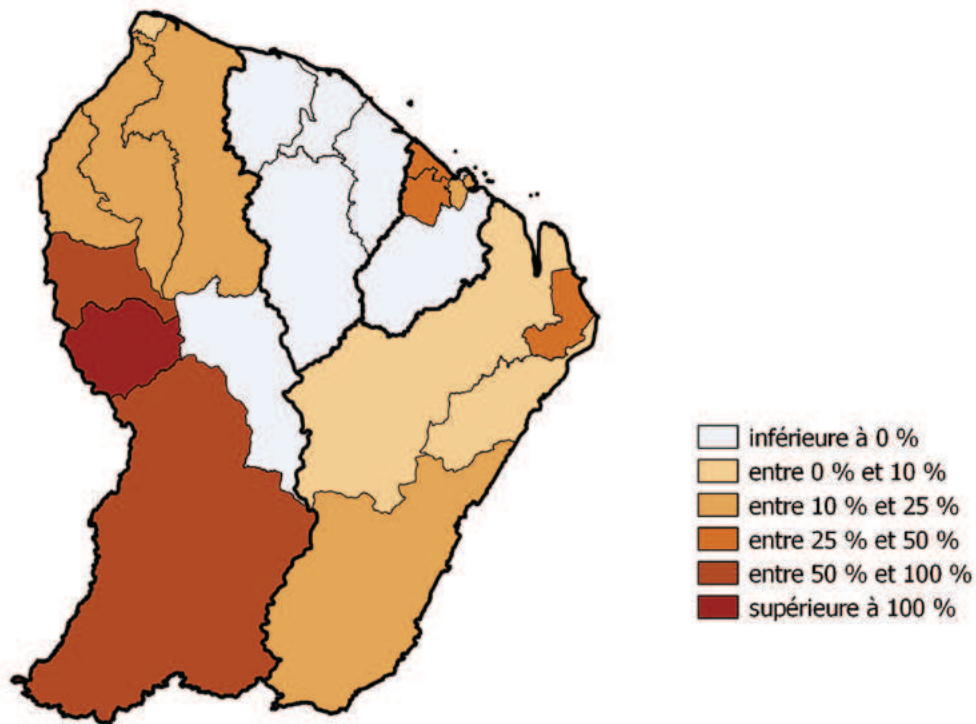 inférieure à 0 %
entre 0 % et 10 %
entre 10 % et 25 %
entre 25 % et 50 %
entre 50 % et 100 %
supérieure à 100 %